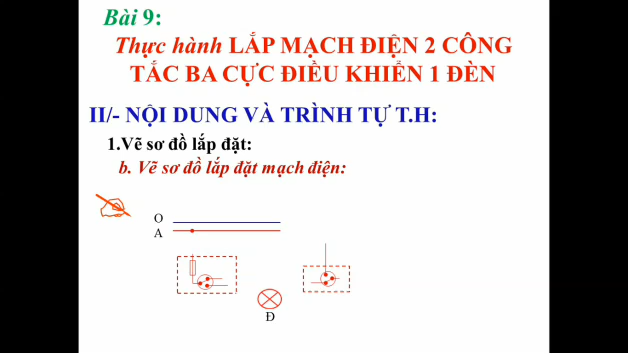 Bài 9:
Thực hành LẮP MẠCH ĐIỆN 2 CÔNG
TẮC BA CỰC ĐIỀU KHIỂN 1 ĐÈN
II/- NỘI DUNG VÀ TRÌNH TỰ T.H:
1.Vẽ sơ đồ lắp đặt:
b. Vẽ sơ đồ lắp đặt mạch điện:
O
A
Đ